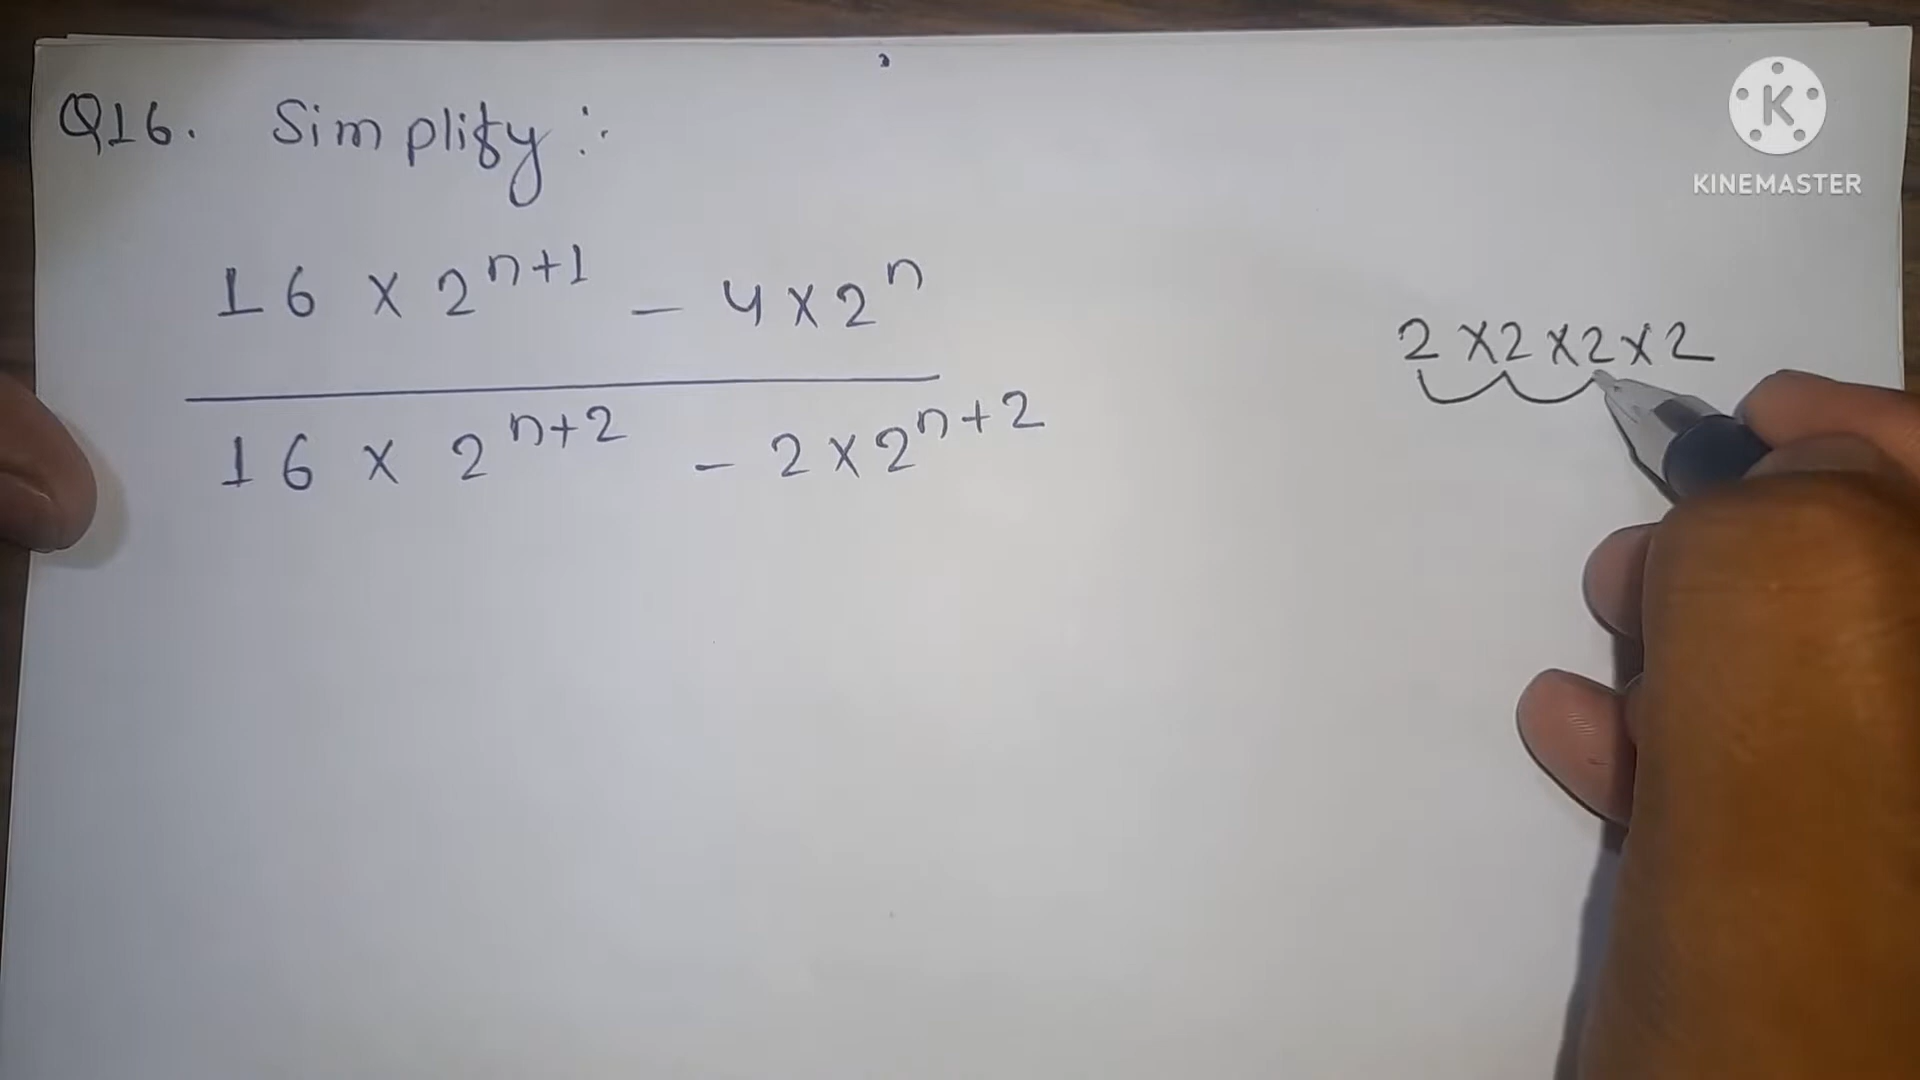 Q16. Simplify :-
16 × 2^{n+1} - 4 × 2^{n}
16 × 2^{n+2} - 2 × 2^{n+2}
2 × 2 × 2 × 2
KINEMASTER